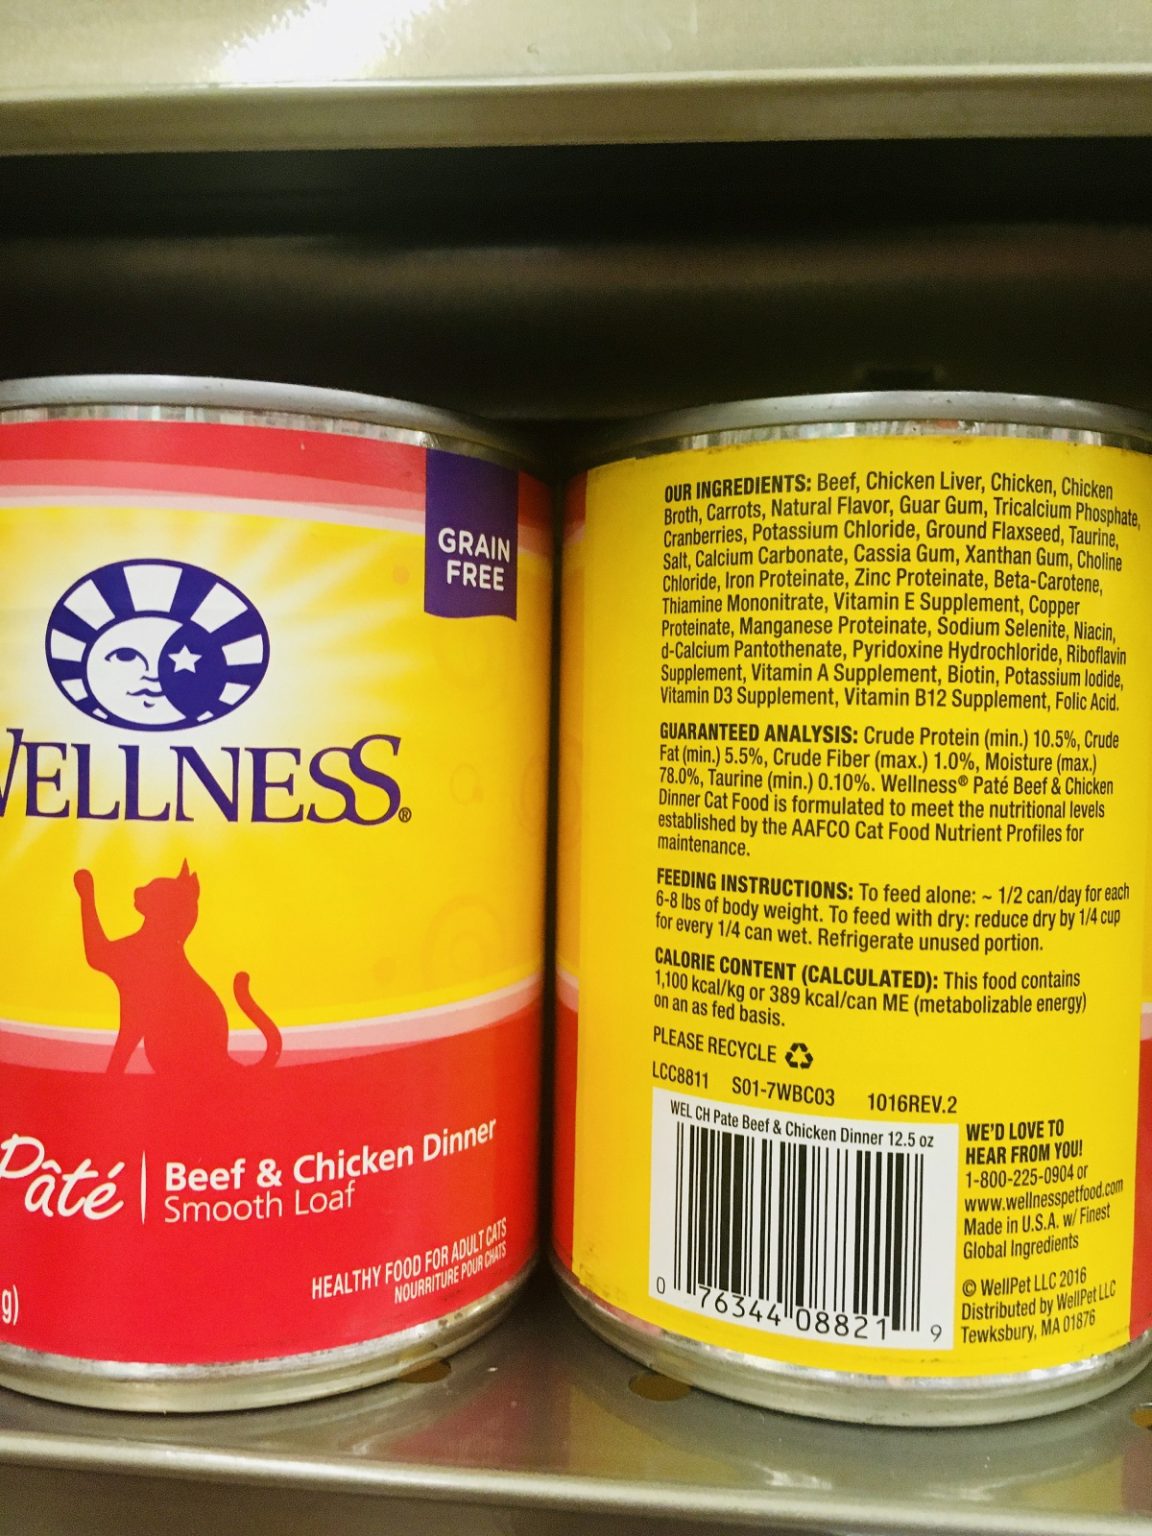 GRAIN
FREE
WELLNESS®
Pâté
Beef & Chicken Dinner
Smooth Loaf
HEALTHY FOOD FOR ADULT CATS
NOURRITURE POUR CHATS
g)
OUR INGREDIENTS: Beef, Chicken Liver, Chicken, Chicken
Broth, Carrots, Natural Flavor, Guar Gum, Tricalcium Phosphate,
Cranberries, Potassium Chloride, Ground Flaxseed, Taurine,
Salt, Calcium Carbonate, Cassia Gum, Xanthan Gum, Choline
Chloride, Iron Proteinate, Zinc Proteinate, Beta-Carotene,
Thiamine Mononitrate, Vitamin E Supplement, Copper
Proteinate, Manganese Proteinate, Sodium Selenite, Niacin,
d-Calcium Pantothenate, Pyridoxine Hydrochloride, Riboflavin
Supplement, Vitamin A Supplement, Biotin, Potassium Iodide,
Vitamin D3 Supplement, Vitamin B12 Supplement, Folic Acid.
GUARANTEED ANALYSIS: Crude Protein (min.) 10.5%, Crude
Fat (min.) 5.5%, Crude Fiber (max.) 1.0%, Moisture (max.)
78.0%, Taurine (min.) 0.10%. Wellness® Paté Beef & Chicken
Dinner Cat Food is formulated to meet the nutritional levels
established by the AAFCO Cat Food Nutrient Profiles for
maintenance.
FEEDING INSTRUCTIONS: To feed alone: ~ 1/2 can/day for each
6-8 lbs of body weight. To feed with dry: reduce dry by 1/4 cup
for every 1/4 can wet. Refrigerate unused portion.
CALORIE CONTENT (CALCULATED): This food contains
1,100 kcal/kg or 389 kcal/can ME (metabolizable energy)
on an as fed basis.
PLEASE RECYCLE
LCC8811 S01-7WBC03 1016REV.2
WEL CH Pate Beef & Chicken Dinner 12.5 oz
0 76344 08821 9
WE'D LOVE TO
HEAR FROM YOU!
1-800-225-0904 or
www.wellnesspetfood.com
Made in U.S.A. w/ Finest
Global Ingredients
© WellPet LLC 2016
Distributed by WellPet LLC
Tewksbury, MA 01876